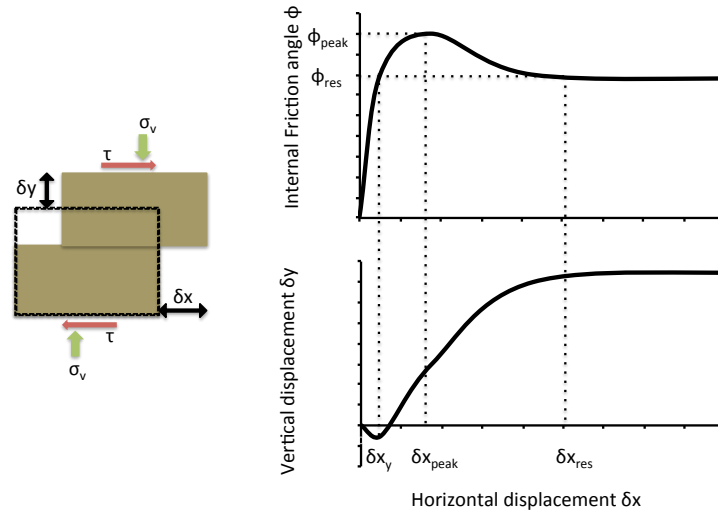 σv
τ
δy
δx
τ
σv
Internal Friction angle ϕ
ϕpeak
ϕres
Vertical displacement δy
δxy
δxpeak
δxres
Horizontal displacement δx